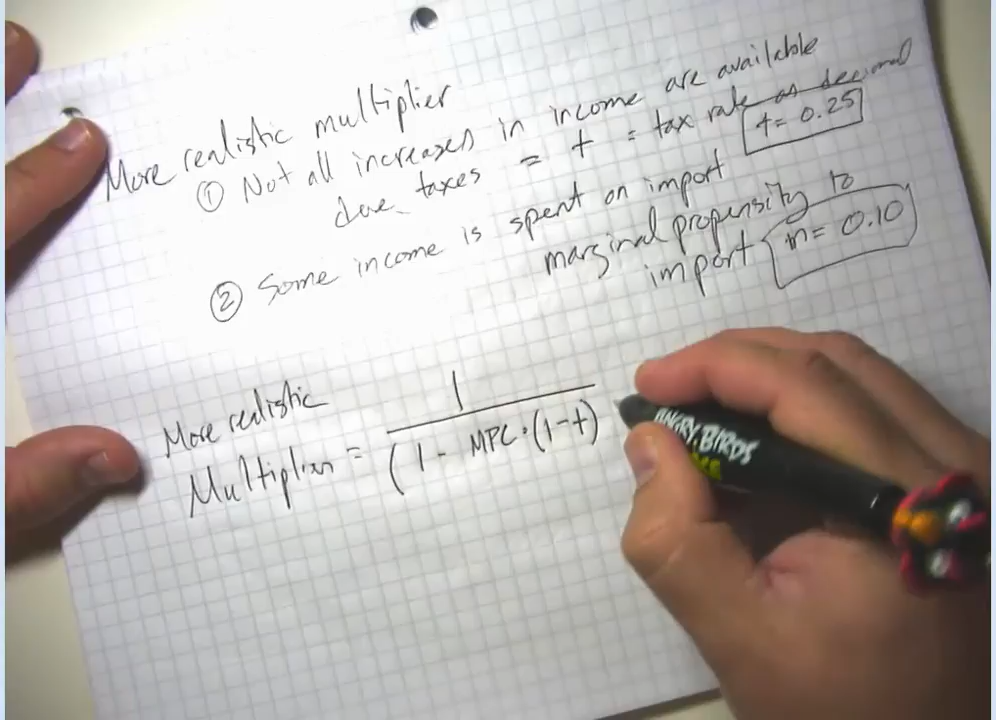 More realistic multiplier
① Not all increases in income are available
due taxes = t = tax rate as decimal
t = 0.25
② Some income is spent on import
marginal propensity to
import m = 0.10
More realistic
Multiplier = 1
(1 - MPC · (1-t)
ANGRY BIRDS